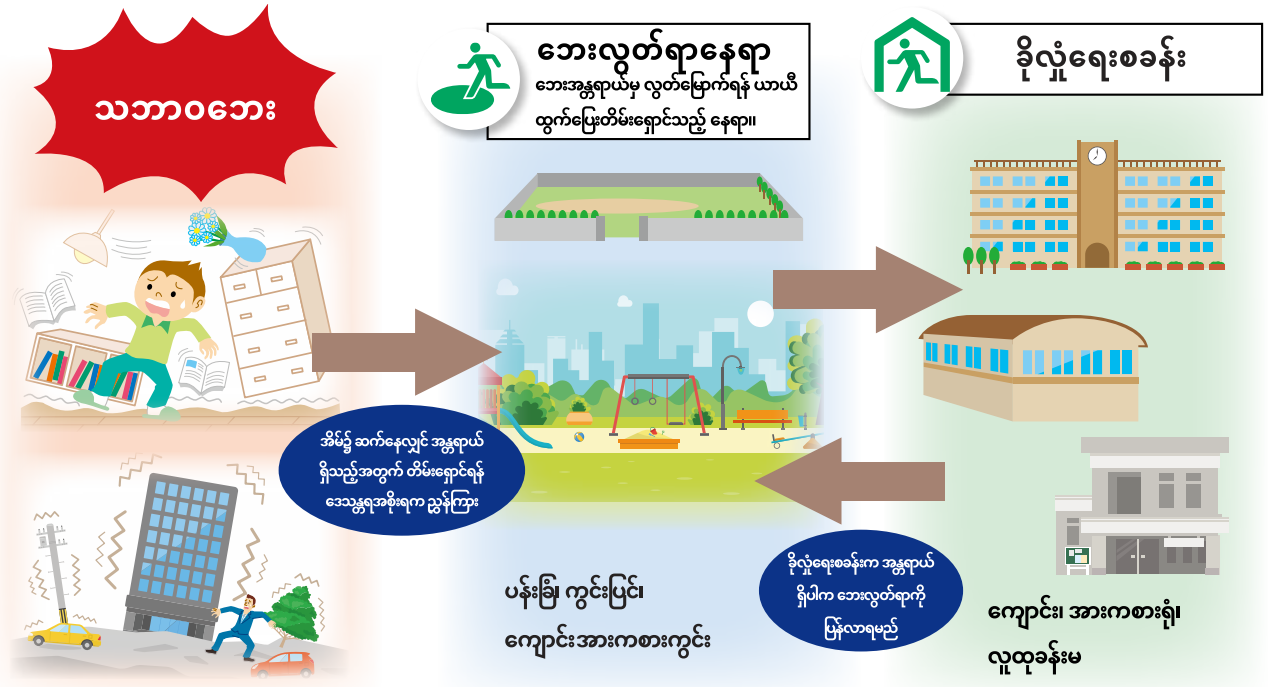 သဘာဝဘေး
ဘေးလွတ်ရာနေရာ
ဘေးအန္တရာယ်မှ လွတ်မြောက်ရန် ယာယီ
ထွက်ပြေးတိမ်းရှောင်သည့် နေရာ။
ခိုလှုံရေးစခန်း
အိမ်၌ ဆက်နေလျှင် အန္တရာယ်
ရှိသည့်အတွက် တိမ်းရှောင်ရန်
ဒေသန္တရအစိုးရက ညွှန်ကြား
ပန်းခြံ၊ ကွင်းပြင်၊
ကျောင်းအားကစားကွင်း
ခိုလှုံရေးစခန်းက အန္တရာယ်
ရှိပါက ဘေးလွတ်ရာကို
ပြန်လာရမည်
ကျောင်း၊ အားကစားရုံ၊
လူထုခန်းမ